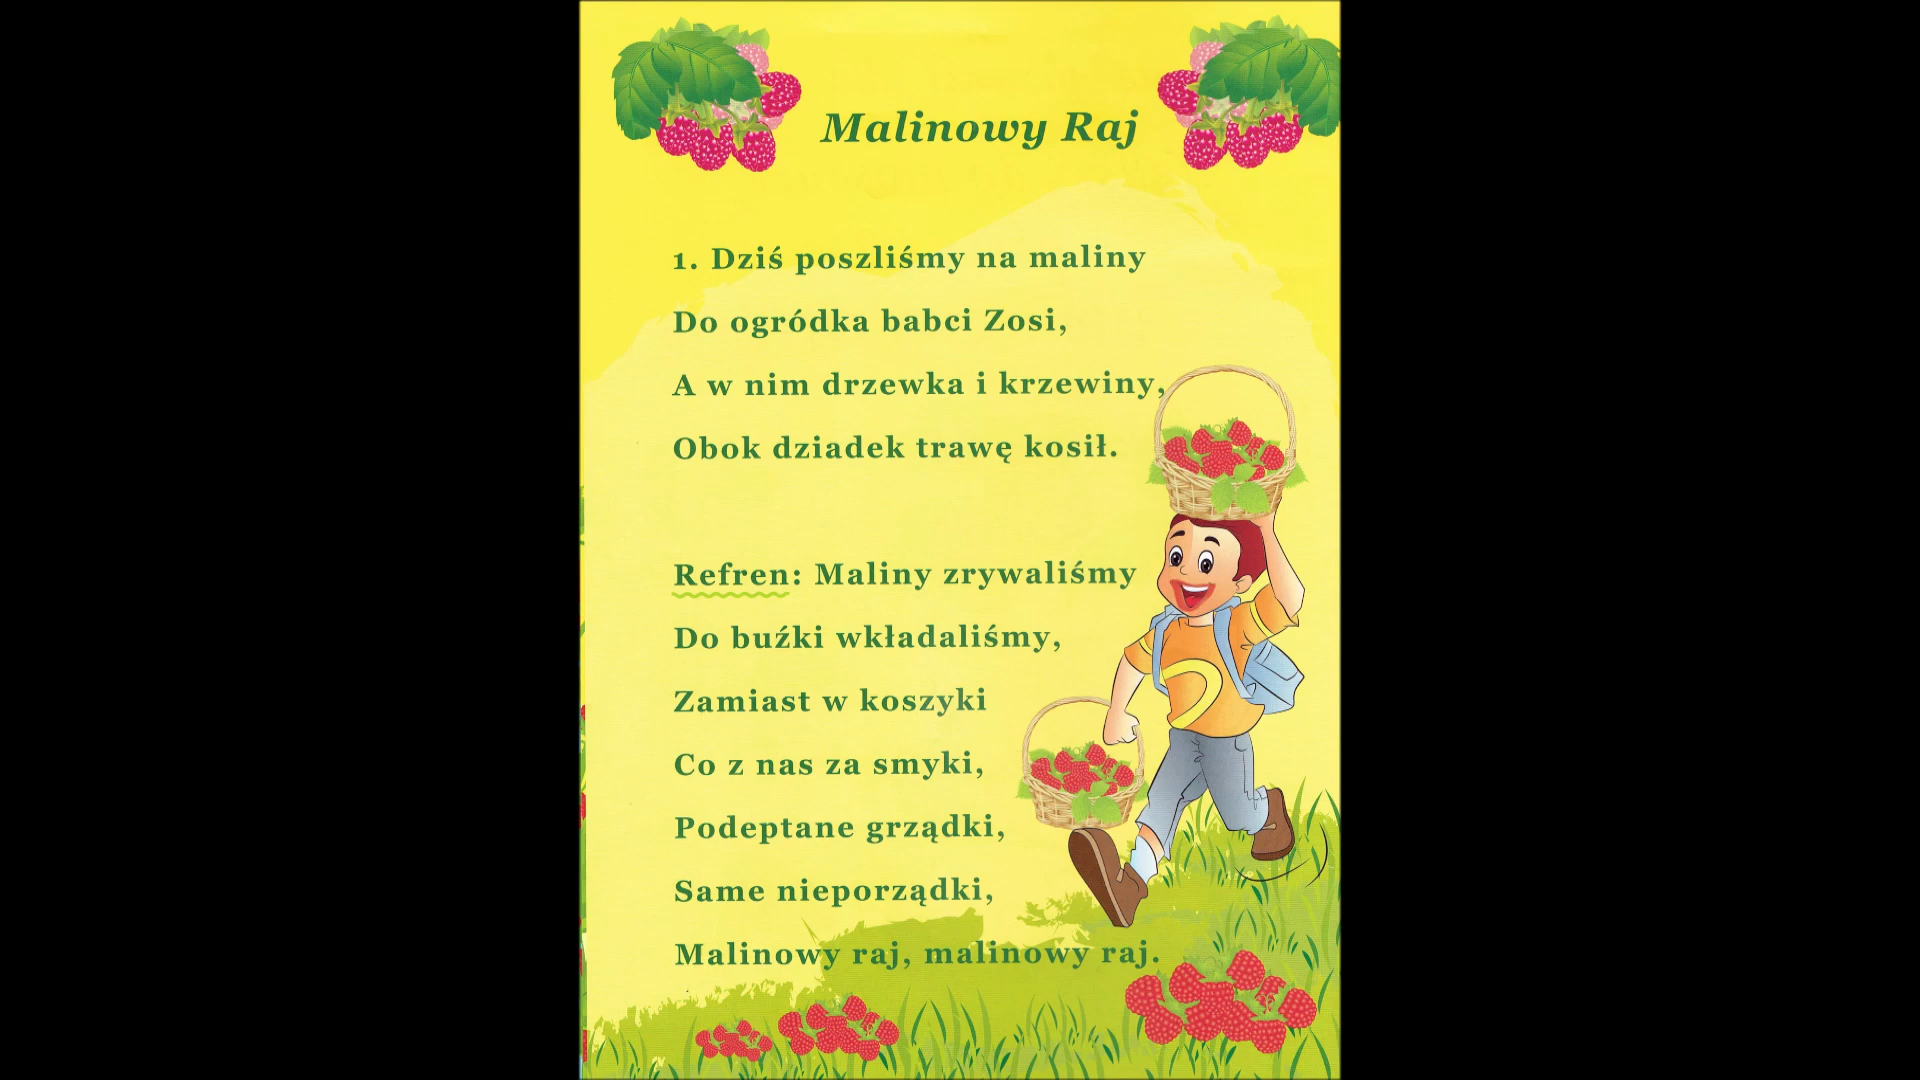 Malinowy Raj
1. Dziś poszliśmy na maliny
Do ogródka babci Zosi,
A w nim drzewka i krzewiny,
Obok dziadek trawę kosił.
Refren: Maliny zrywaliśmy
Do buźki wkładaliśmy,
Zamiast w koszyki
Co z nas za smyki,
Podeptane grządki,
Same nieporządki,
Malinowy raj, malinowy raj.